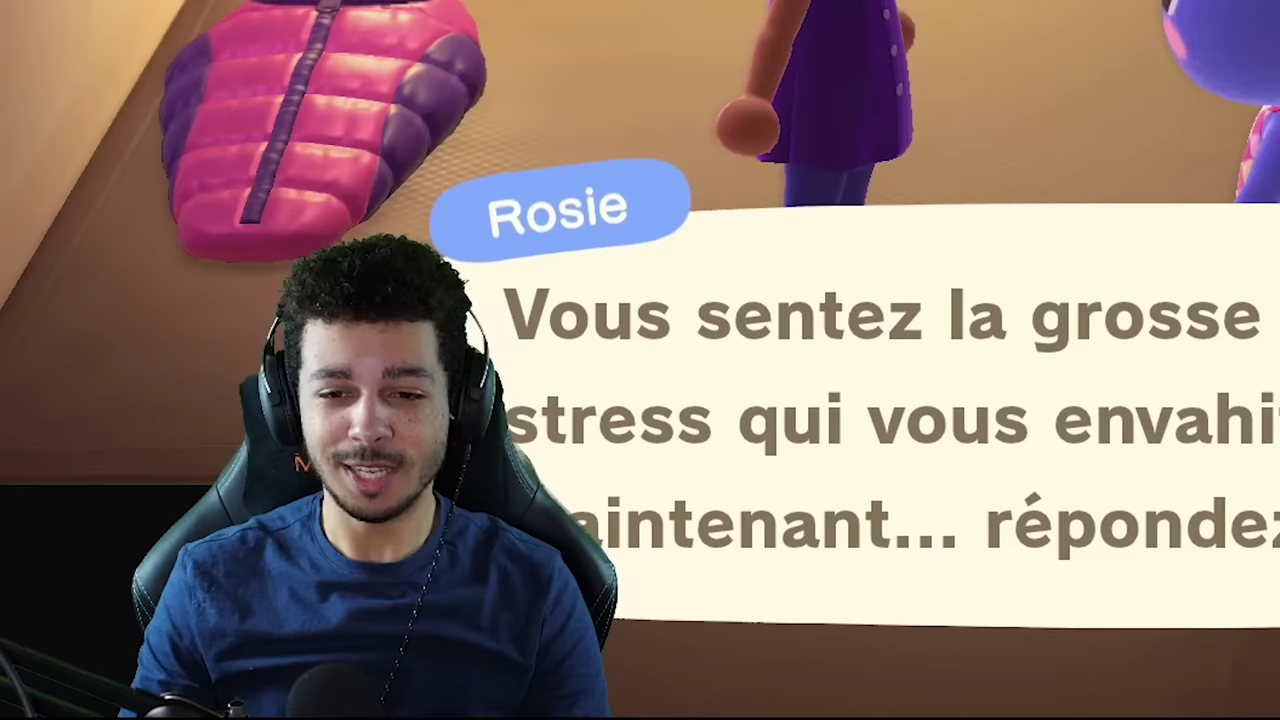 Rosie
Vous sentez la grosse
stress qui vous envahi
aintenant... répondez